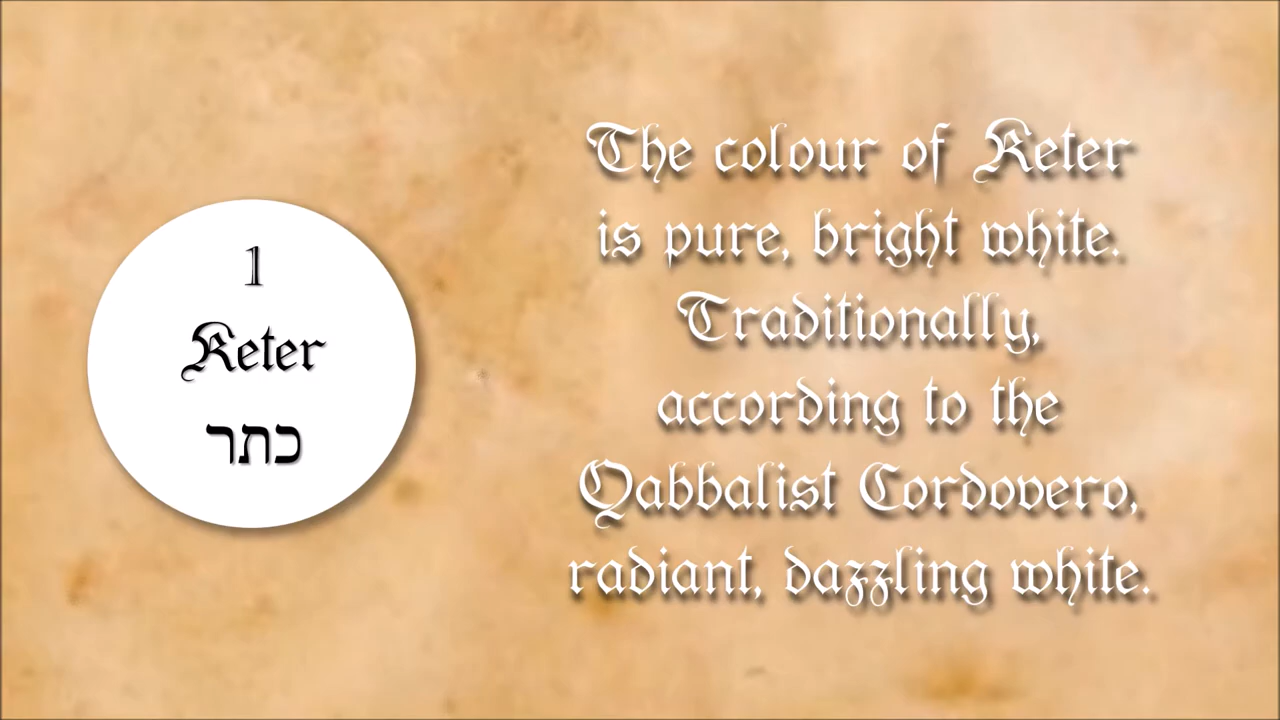 1
Keter
כתר
The colour of Keter
is pure, bright white.
Traditionally,
according to the
Qabbalist Cordovero,
radiant, dazzling white.